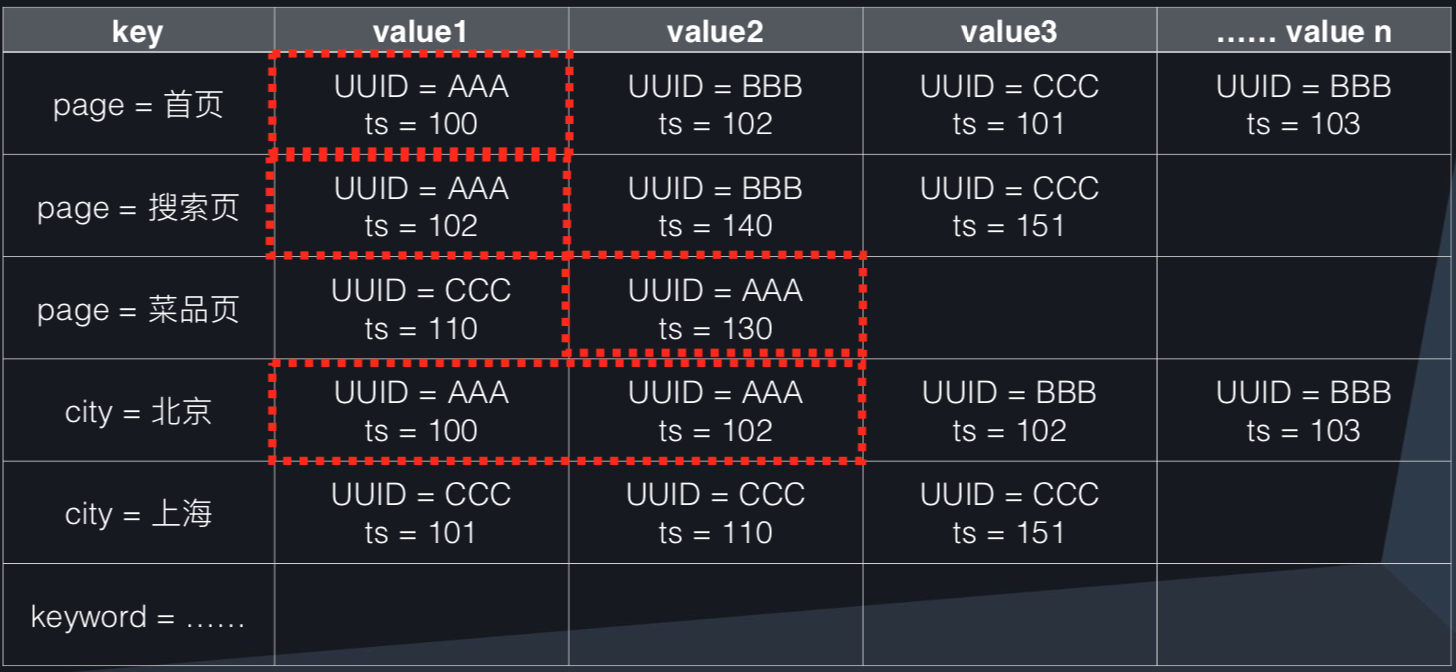 key value1 value2 value3 …… value n
page = 首页 UUID = AAA UUID = BBB UUID = CCC UUID = BBB
ts = 100 ts = 102 ts = 101 ts = 103
page = 搜索页 UUID = AAA UUID = BBB UUID = CCC
ts = 102 ts = 140 ts = 151
page = 菜品页 UUID = CCC UUID = AAA
ts = 110 ts = 130
city = 北京 UUID = AAA UUID = AAA UUID = BBB UUID = BBB
ts = 100 ts = 102 ts = 102 ts = 103
city = 上海 UUID = CCC UUID = CCC UUID = CCC
ts = 101 ts = 110 ts = 151
keyword = ……